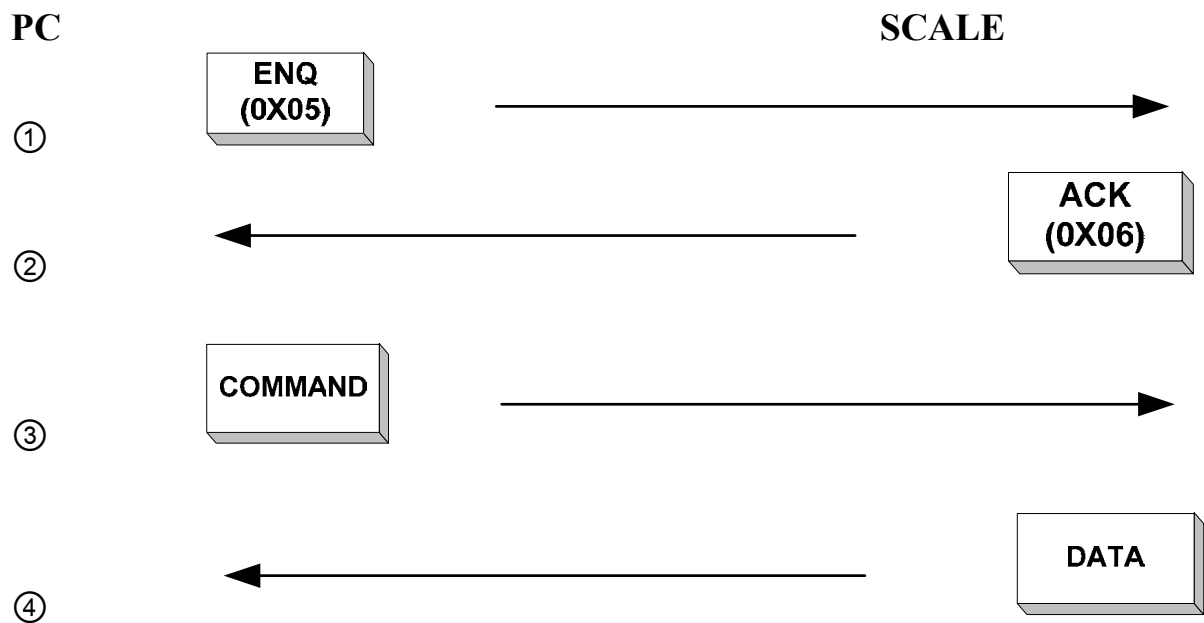 PC
SCALE
ENQ
(0X05)
①
ACK
(0X06)
②
COMMAND
③
DATA
④